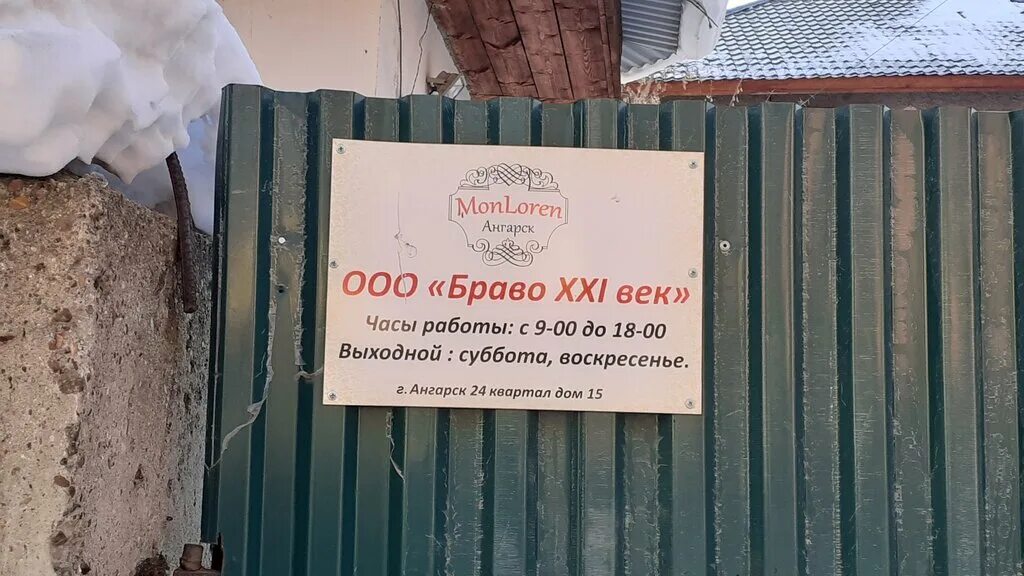 MonLoren
Ангарск
ООО «Браво XXI век»
Часы работы: с 9-00 до 18-00
Выходной : суббота, воскресенье.
г. Ангарск 24 квартал дом 15